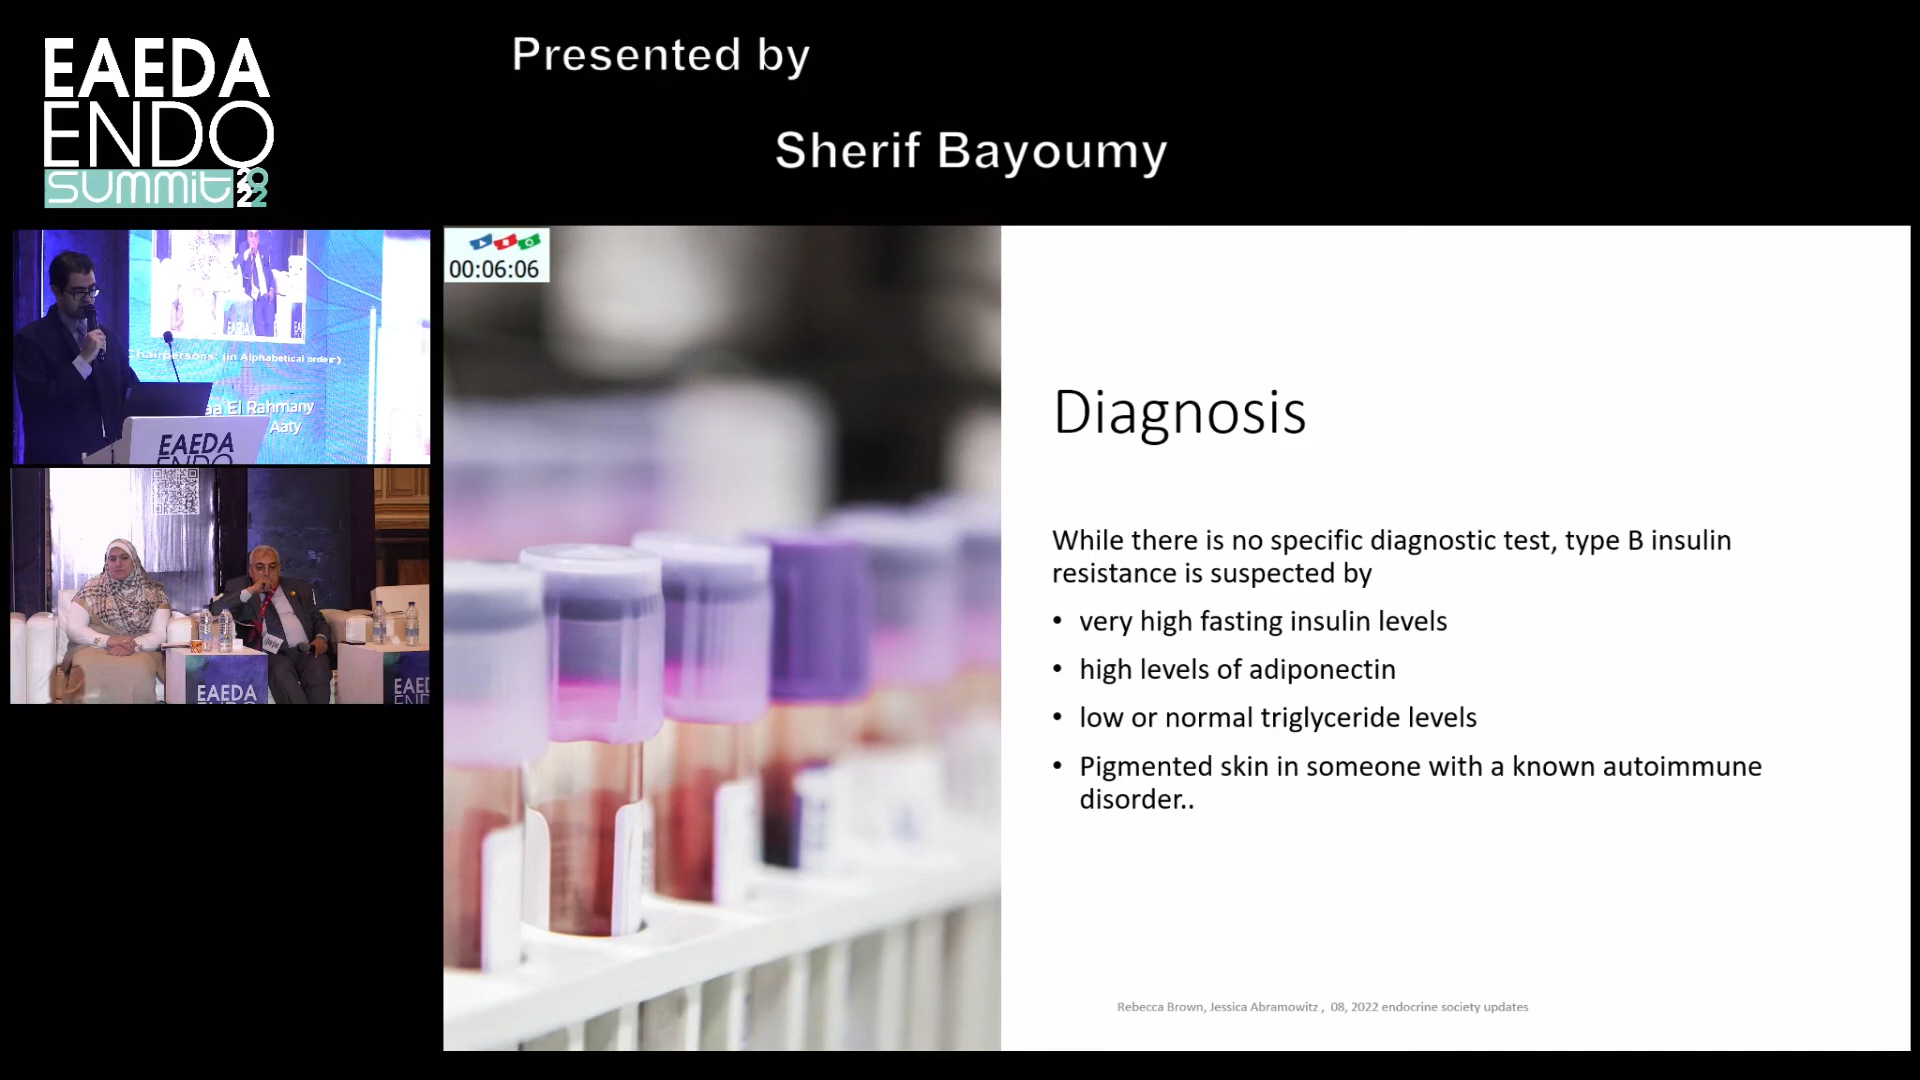 EAEDA
ENDO
summit 2022
Presented by
Sherif Bayoumy
Chairpersons: (in Alphabetical order)
El Rahmany
Aaty
EAEDA
ENDO
EAEDA
ENDO
00:06:06
Diagnosis
While there is no specific diagnostic test, type B insulin
resistance is suspected by
• very high fasting insulin levels
• high levels of adiponectin
• low or normal triglyceride levels
• Pigmented skin in someone with a known autoimmune
disorder..
Rebecca Brown, Jessica Abramowitz , 08, 2022 endocrine society updates